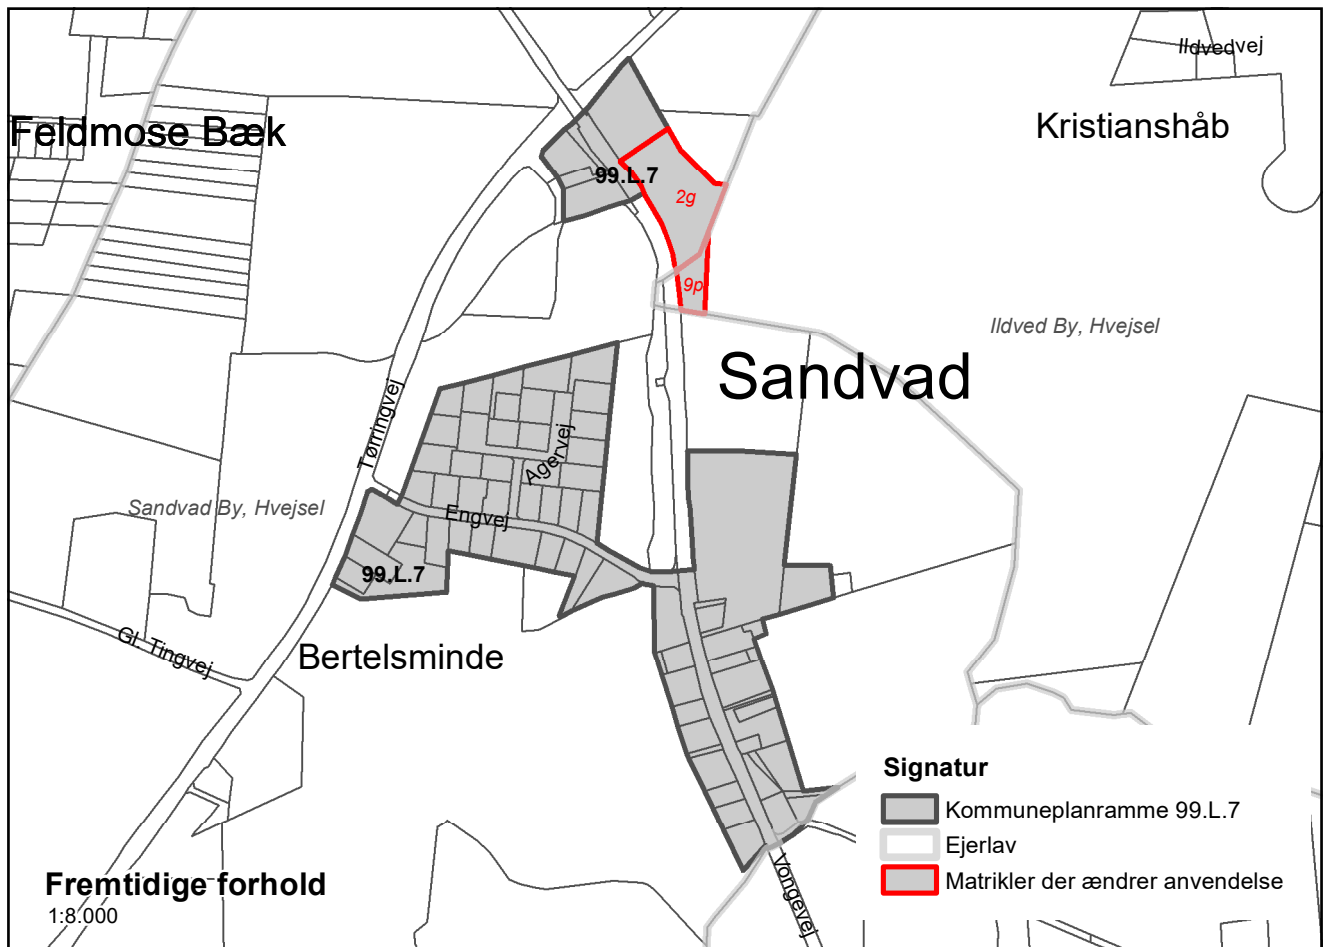 Ildvedvej
Feldmose Bæk
Kristianshåb
99.L.7
2g
9p
Ildved By, Hvejsel
Sandvad
Tørringvej
Agervej
Sandvad By, Hvejsel
Engvej
99.L.7
Gl. Tingvej
Bertelsminde
Signatur
Kommuneplanramme 99.L.7
Ejerlav
Matrikler der ændrer anvendelse
Vongevej
Fremtidige forhold
1:8.000